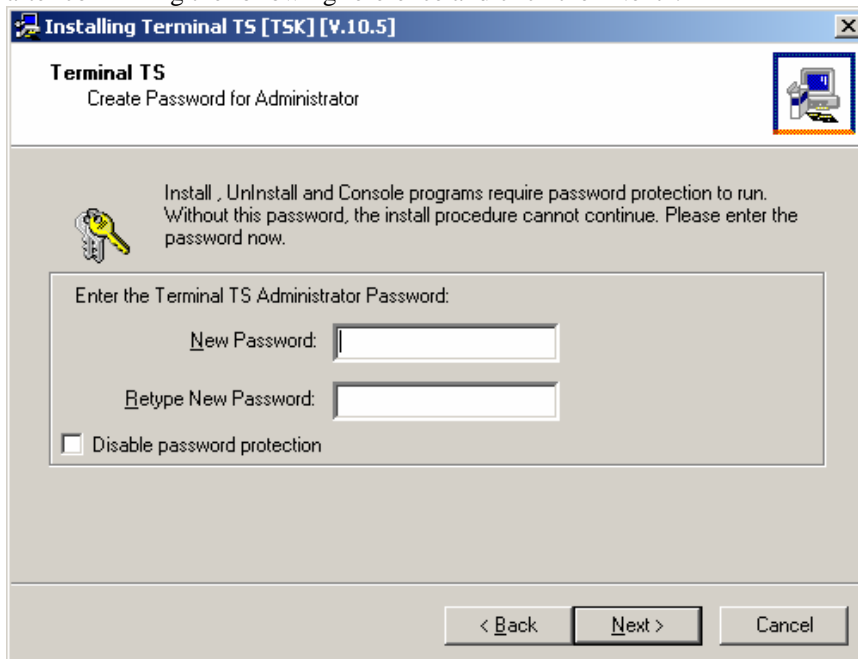 Installing Terminal TS [TSK] [V.10.5]
Terminal TS
Create Password for Administrator
Install , UnInstall and Console programs require password protection to run.
Without this password, the install procedure cannot continue. Please enter the
password now.
Enter the Terminal TS Administrator Password:
New Password:
Retype New Password:
Disable password protection
< Back
Next >
Cancel